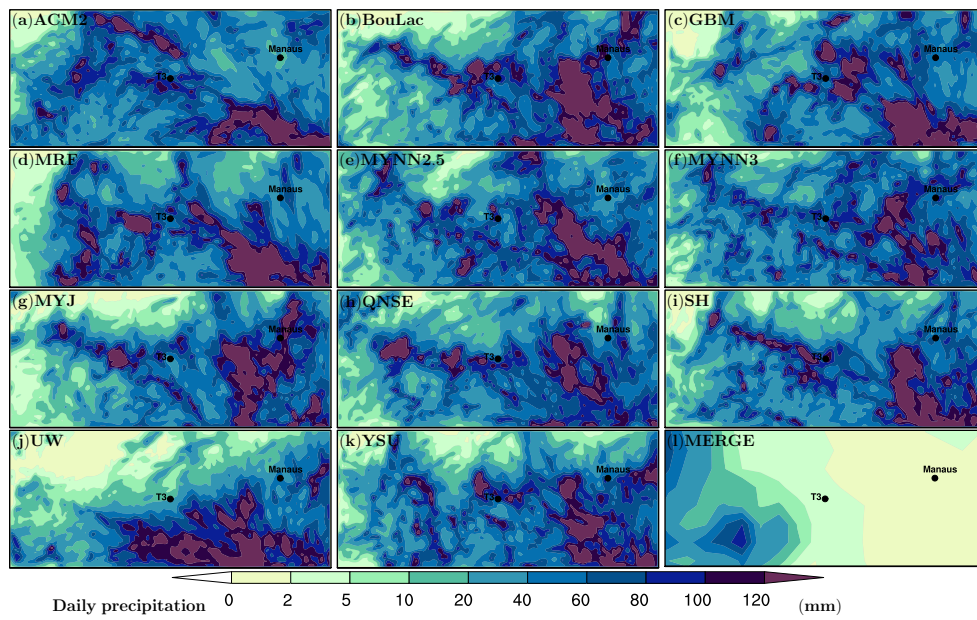 (a)ACM2 (b)BouLac (c)GBM
Manaus Manaus Manaus
T3 T3 T3
(d)MRF (e)MYNN2.5 (f)MYNN3
Manaus Manaus Manaus
T3 T3 T3
(g)MYJ (h)QNSE (i)SH
Manaus Manaus Manaus
T3 T3 T3
(j)UW (k)YSU (l)MERGE
Manaus Manaus Manaus
T3 T3 T3
Daily precipitation 0 2 5 10 20 40 60 80 100 120 (mm)